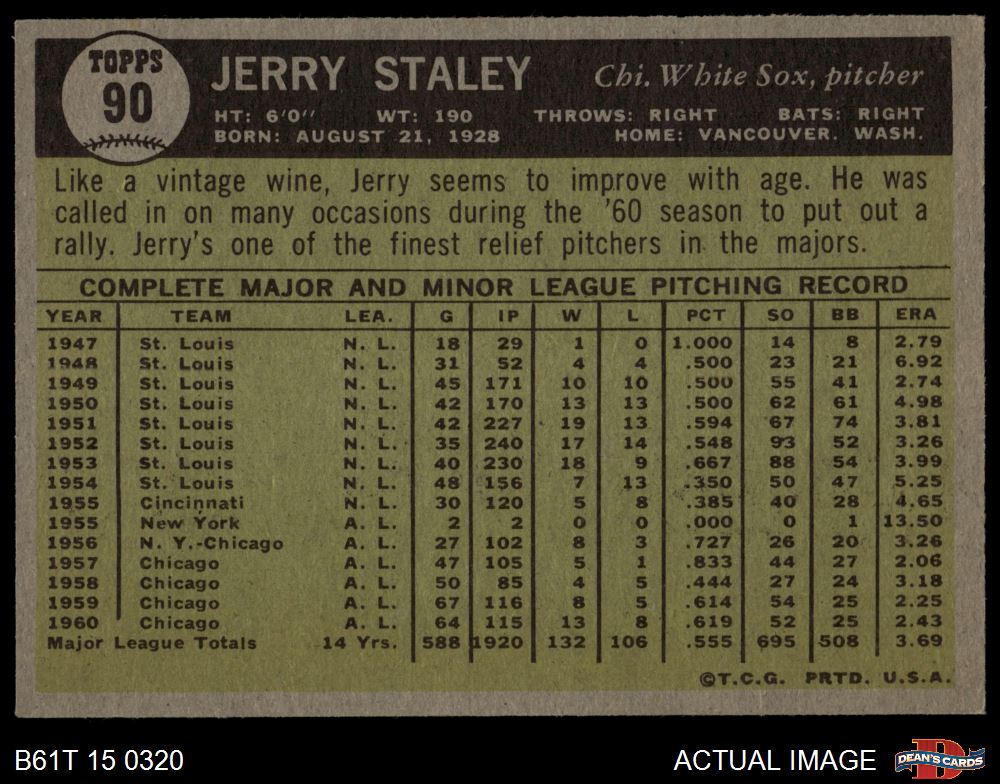 TOPPS
90
JERRY STALEY Chi. White Sox, pitcher
HT: 6'0" WT: 190 THROWS: RIGHT BATS: RIGHT
BORN: AUGUST 21, 1928 HOME: VANCOUVER. WASH.
Like a vintage wine, Jerry seems to improve with age. He was
called in on many occasions during the '60 season to put out a
rally. Jerry's one of the finest relief pitchers in the majors.
COMPLETE MAJOR AND MINOR LEAGUE PITCHING RECORD
YEAR TEAM LEA. G IP W L PCT SO BB ERA
1947 St. Louis N. L. 18 29 1 0 1.000 14 8 2.79
1948 St. Louis N. L. 31 52 4 4 .500 23 21 6.92
1949 St. Louis N. L. 45 171 10 10 .500 55 41 2.74
1950 St. Louis N. L. 42 170 13 13 .500 62 61 4.98
1951 St. Louis N. L. 42 227 19 13 .594 67 74 3.81
1952 St. Louis N. L. 35 240 17 14 .548 93 52 3.26
1953 St. Louis N. L. 40 230 18 9 .667 88 54 3.99
1954 St. Louis N. L. 48 156 7 13 .350 50 47 5.25
1955 Cincinnati N. L. 30 120 5 8 .385 40 28 4.65
1955 New York A. L. 2 2 0 0 .000 0 1 13.50
1956 N. Y.-Chicago A. L. 27 102 8 3 .727 26 20 3.26
1957 Chicago A. L. 47 105 5 1 .833 44 27 2.06
1958 Chicago A. L. 50 85 4 5 .444 27 24 3.18
1959 Chicago A. L. 67 116 8 5 .614 54 25 2.25
1960 Chicago A. L. 64 115 13 8 .619 52 25 2.43
Major League Totals 14 Yrs. 588 1920 132 106 .555 695 508 3.69
©T.C.G. PRTD. U.S.A.
B61T 15 0320 ACTUAL IMAGE DEAN'S CARDS